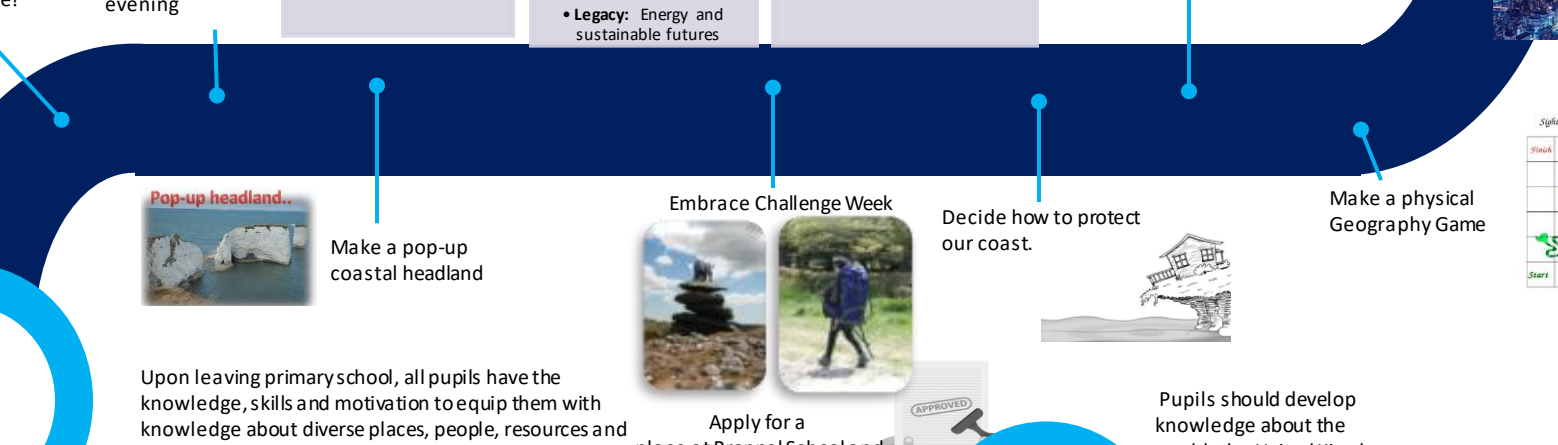 evening
• Legacy: Energy and
sustainable futures
Pop-up headland..
Make a pop-up
coastal headland
Embrace Challenge Week
Decide how to protect
our coast.
Make a physical
Geography Game
Finish
Start
Upon leaving primary school, all pupils have the
knowledge, skills and motivation to equip them with
knowledge about diverse places, people, resources and
APPROVED
Apply for a
Pupils should develop
knowledge about the